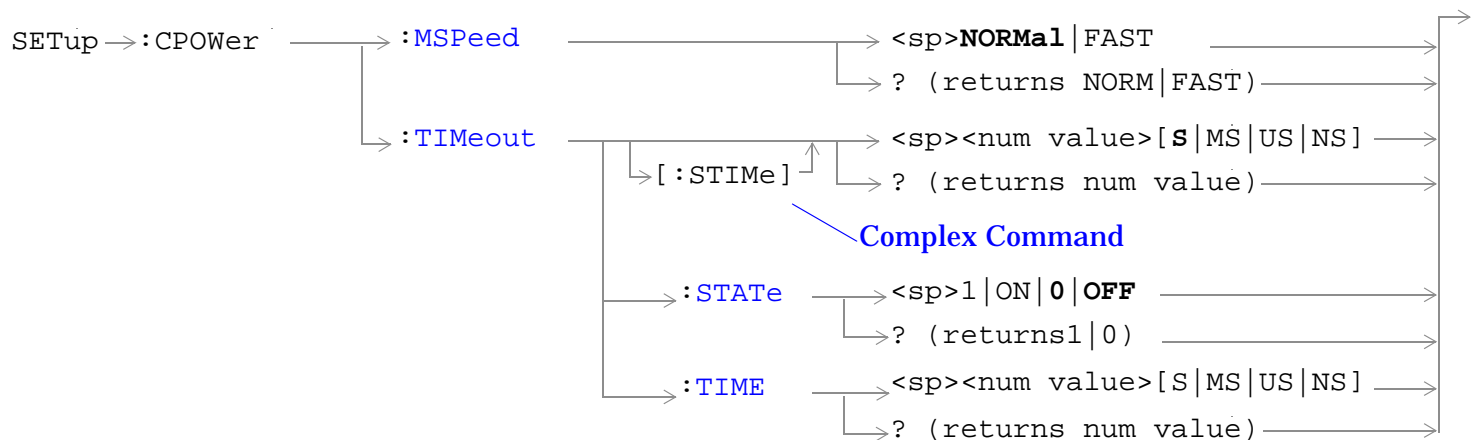 SETup :CPOWer :MSPeed <sp>NORMal|FAST
? (returns NORM|FAST)
:TIMeout <sp><num value>[S|MS|US|NS]
[:STIMe] ? (returns num value)
Complex Command
:STATe <sp>1|ON|0|OFF
? (returns1|0)
:TIME <sp><num value>[S|MS|US|NS]
? (returns num value)